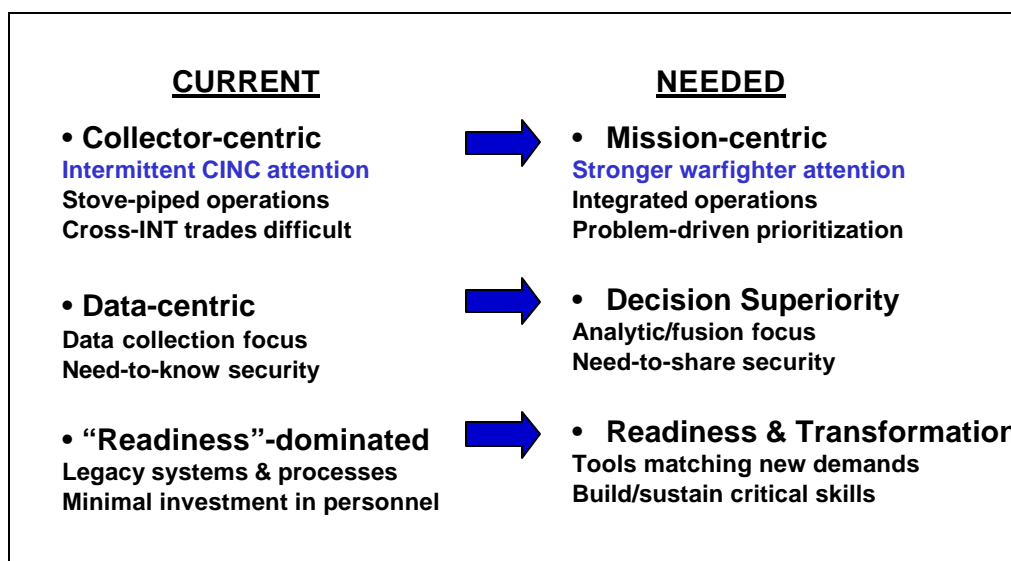 CURRENT
• Collector-centric
Intermittent CINC attention
Stove-piped operations
Cross-INT trades difficult
• Data-centric
Data collection focus
Need-to-know security
• “Readiness”-dominated
Legacy systems & processes
Minimal investment in personnel
NEEDED
• Mission-centric
Stronger warfighter attention
Integrated operations
Problem-driven prioritization
• Decision Superiority
Analytic/fusion focus
Need-to-share security
• Readiness & Transformation
Tools matching new demands
Build/sustain critical skills